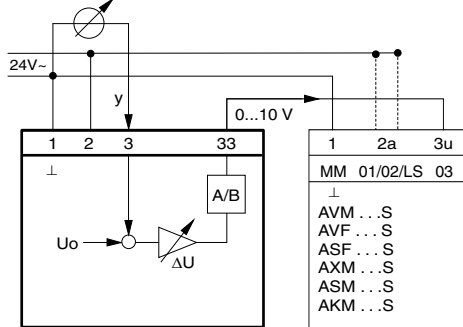 24V~
y
0...10 V
1 2 3 33
⊥
A/B
Uo
ΔU
1 2a 3u
MM 01/02/LS 03
⊥
AVM . . .S
AVF . . .S
ASF . . .S
AXM . . .S
ASM . . .S
AKM . . .S